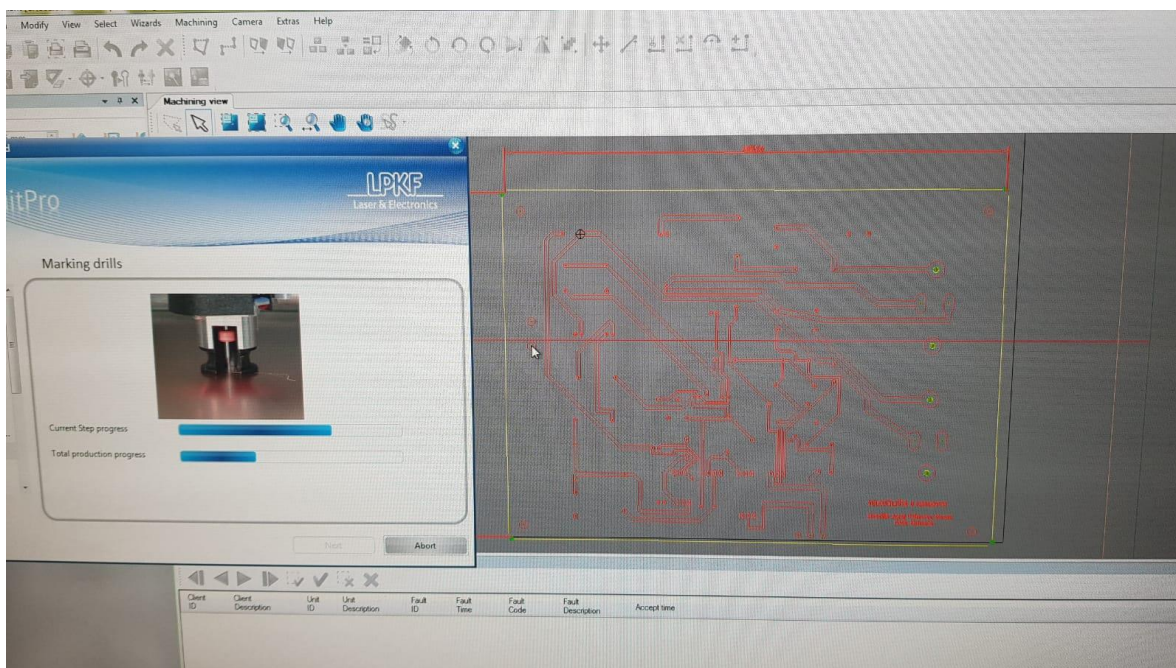 Modify View Select Wizards Machining Camera Extras Help
Machining view
itPro
LPKF
Laser & Electronics
Marking drills
Current Step progress
Total production progress
Next
Abort
Client ID
Client Description
Unit ID
Unit Description
Fault ID
Fault Time
Fault Code
Fault Description
Accept time